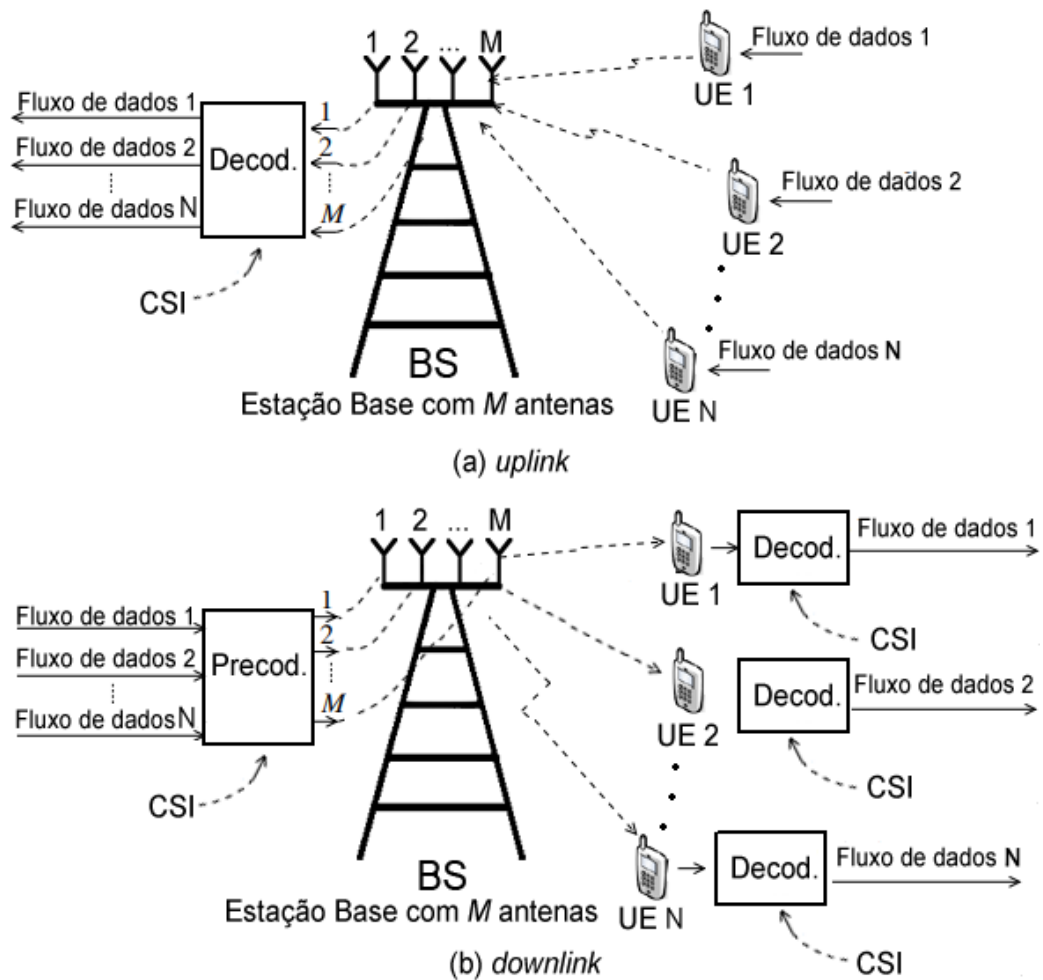 1 2 ... M
Fluxo de dados 1
UE 1
Fluxo de dados 1
Fluxo de dados 2
Fluxo de dados N
Decod.
1
2
M
CSI
Fluxo de dados 2
UE 2
Fluxo de dados N
UE N
BS
Estação Base com M antenas
(a) uplink
1 2 ... M
Fluxo de dados 1
Fluxo de dados 2
Fluxo de dados N
Precod.
1
2
M
CSI
UE 1
Decod.
Fluxo de dados 1
CSI
UE 2
Decod.
Fluxo de dados 2
CSI
UE N
Decod.
Fluxo de dados N
CSI
BS
Estação Base com M antenas
(b) downlink